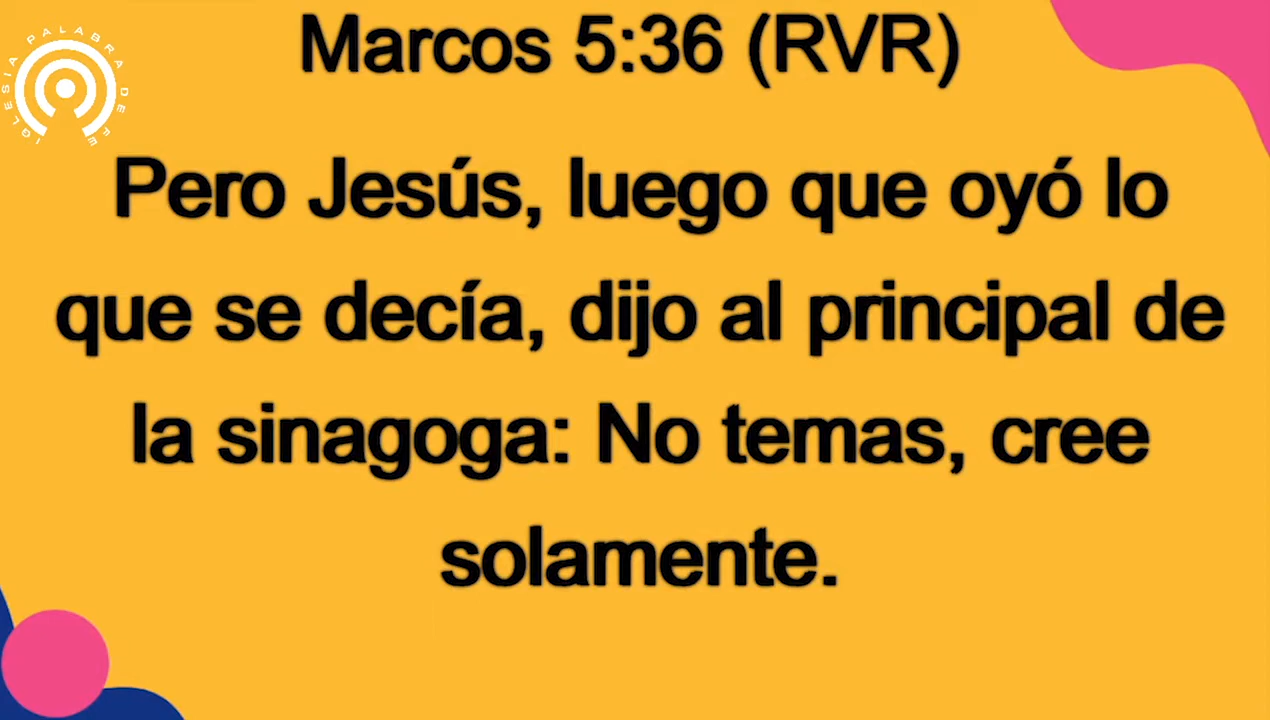 Marcos 5:36 (RVR)
IGLESIA PALABRA DE FE
Pero Jesús, luego que oyó lo
que se decía, dijo al principal de
la sinagoga: No temas, cree
solamente.